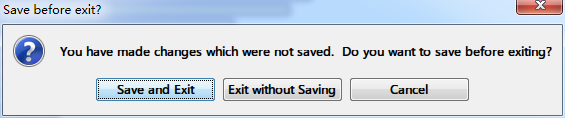 Save before exit?
You have made changes which were not saved.  Do you want to save before exiting?
Save and Exit
Exit without Saving
Cancel